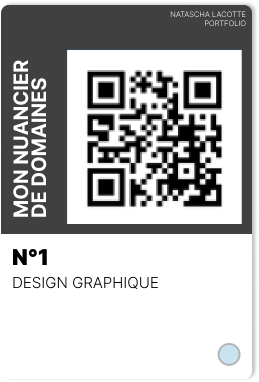 NATASCHA LACOTTE
PORTFOLIO
MON NUANCIER
DE DOMAINES
N°1
DESIGN GRAPHIQUE